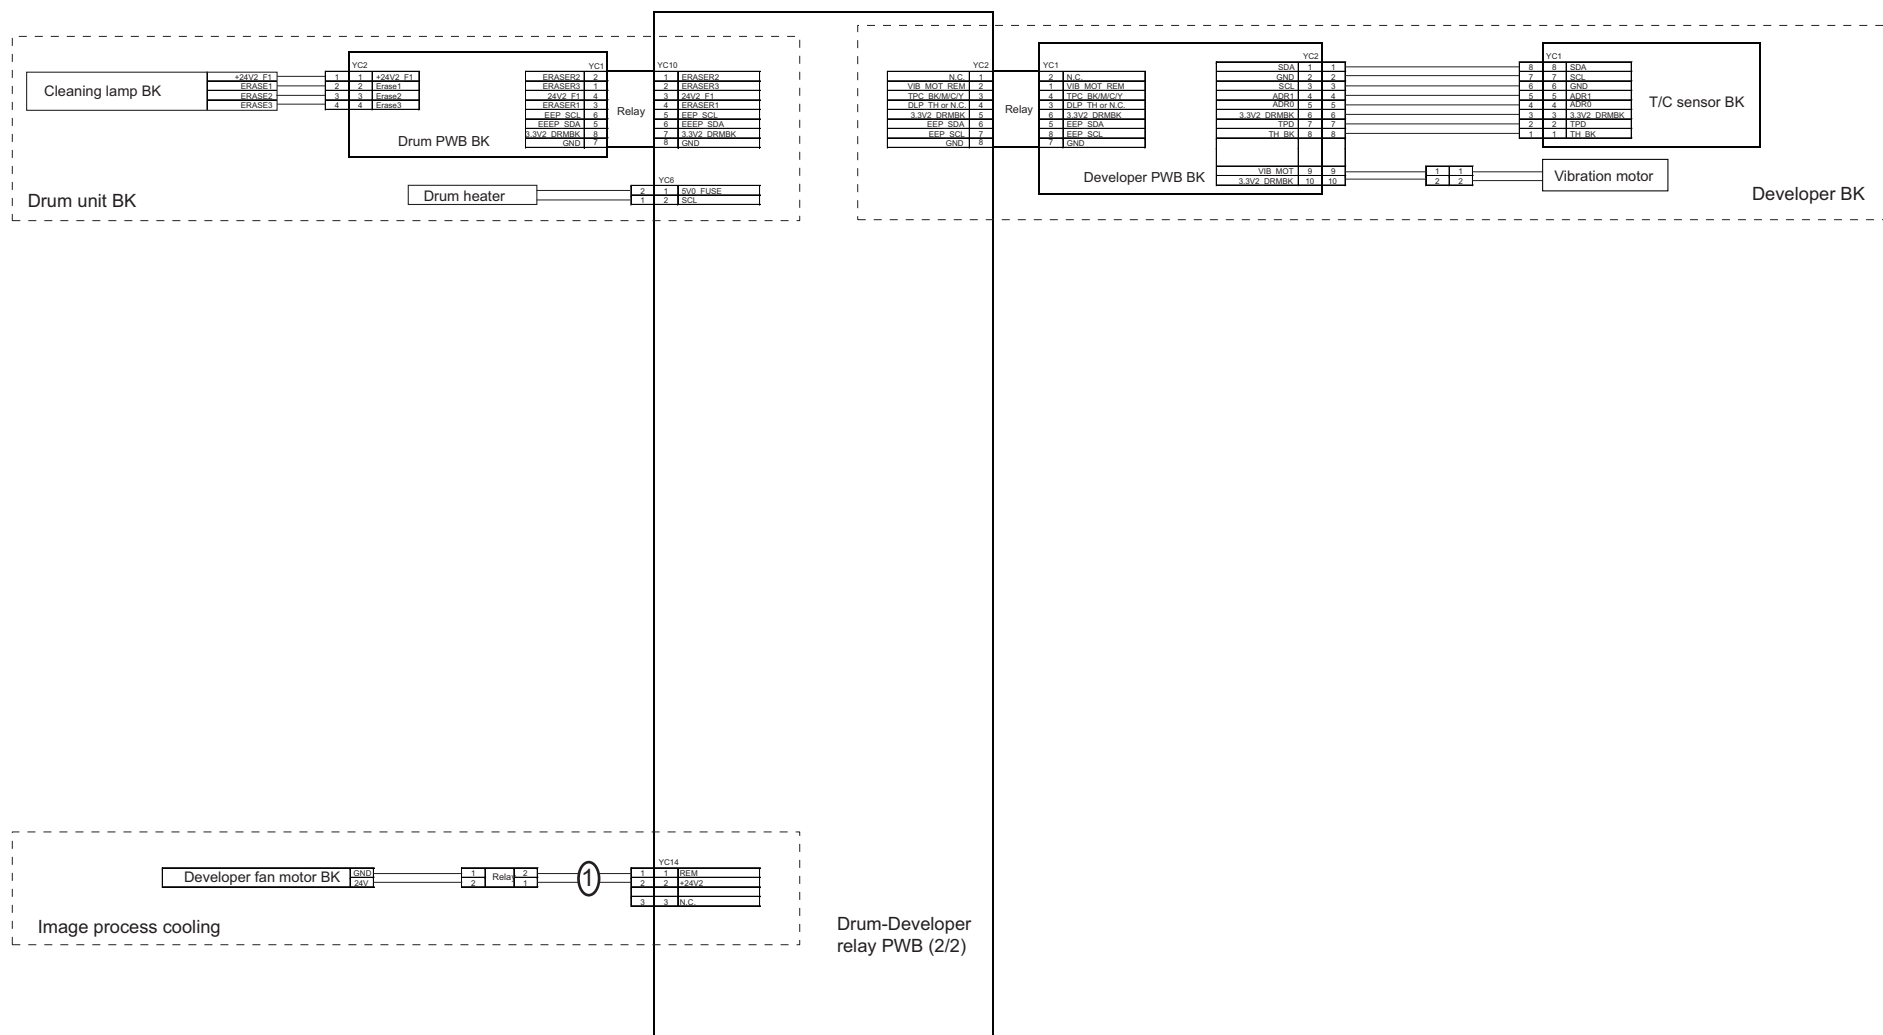 YC2
YC1
YC10
+24V2_F1 1 1 +24V2_F1
Cleaning lamp BK
ERASE1 2 2 Erase1
ERASE2 3 3 Erase2
ERASE3 4 4 Erase3
ERASER2 2 1 ERASER2
ERASER3 1 2 ERASER3
24V2_F1 4 3 24V2_F1
ERASER1 3 4 ERASER1
EEP_SCL 6 5 EEP_SCL
EEEP_SDA 5 6 EEEP_SDA
3.3V2_DRMBK 8 7 3.3V2_DRMBK
GND 7 8 GND
Relay
Drum PWB BK
YC6
Drum heater
2 1 5V0_FUSE
1 2 SCL
Drum unit BK
YC2
YC1
N.C. 1 2 N.C.
VIB_MOT_REM 2 1 VIB_MOT_REM
TPC_BK/M/C/Y 3 4 TPC_BK/M/C/Y
DLP_TH or N.C. 4 3 DLP_TH or N.C.
3.3V2_DRMBK 5 6 3.3V2_DRMBK
EEP_SDA 6 5 EEP_SDA
EEP_SCL 7 8 EEP_SCL
GND 8 7 GND
Relay
Developer PWB BK
YC2
YC1
SDA 1 1 8 8 SDA
GND 2 2 7 7 SCL
SCL 3 3 6 6 GND
ADR1 4 4 5 5 ADR1
ADR0 5 5 4 4 ADR0
3.3V2_DRMBK 6 6 3 3 3.3V2_DRMBK
TPD 7 7 2 2 TPD
TH_BK 8 8 1 1 TH_BK
T/C sensor BK
VIB_MOT 9 9 1 1
3.3V2_DRMBK 10 10 2 2
Vibration motor
Developer BK
YC14
Developer fan motor BK
GND 1 Relay 2 1 1 REM
24V 2 1 2 2 +24V2
1
3 3 N.C.
Image process cooling
Drum-Developer
relay PWB (2/2)